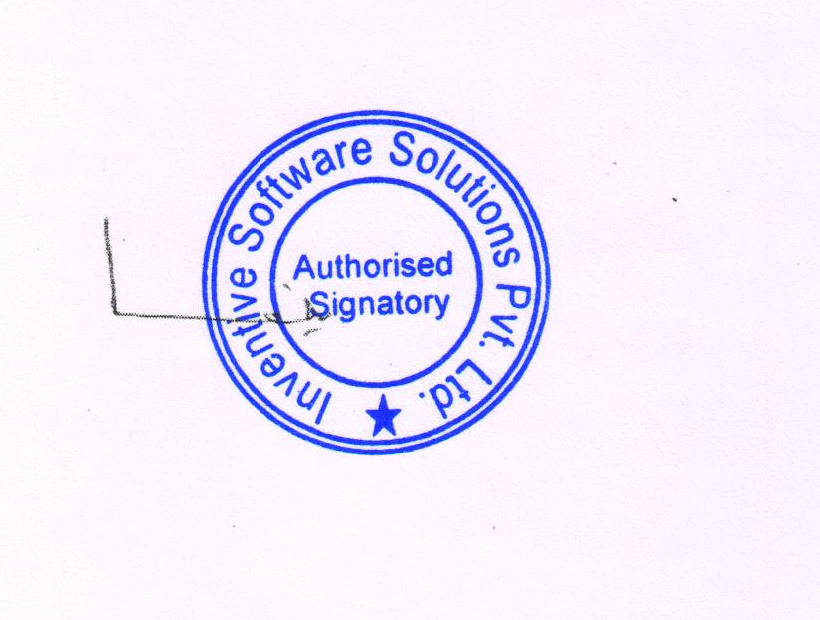 Inventive Software Solutions Pvt. Ltd.
Authorised
Signatory